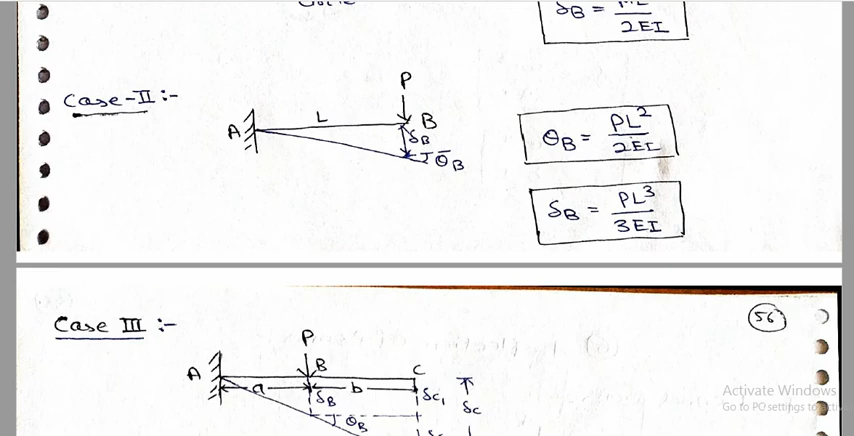 δB = 
2EI
Case-II :-
P
A
L
B
δB
θB
θB = PL²/2EI
δB = PL³/3EI
Case III :-
56
P
A
B
C
a
b
δB
θB
δC₁
δC
Activate Windows
Go to PC settings to activ